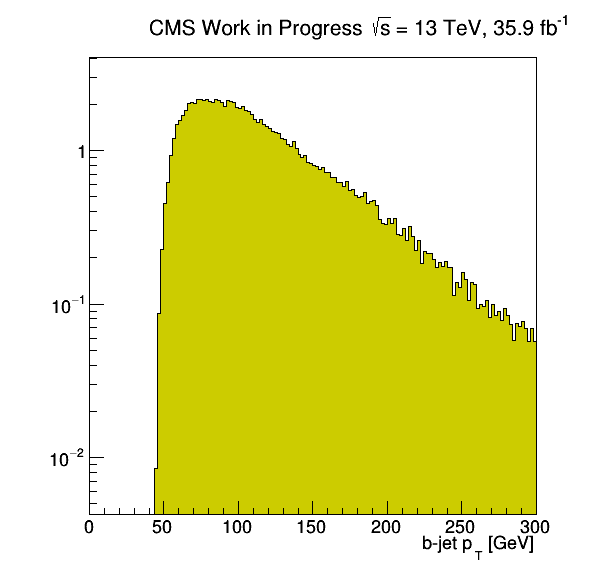 CMS Work in Progress √s = 13 TeV, 35.9 fb⁻¹
1
10⁻¹
10⁻²
0 50 100 150 200 250 300
b-jet p_T [GeV]